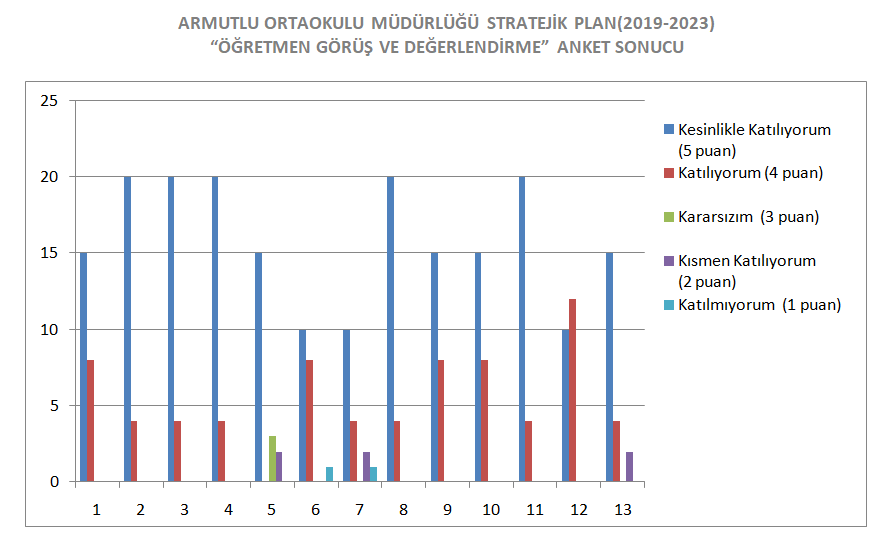 ARMUTLU ORTAOKULU MÜDÜRLÜĞÜ STRATEJİK PLAN(2019-2023)
“ÖĞRETMEN GÖRÜŞ VE DEĞERLENDİRME” ANKET SONUCU
25
20
15
10
5
0
1 2 3 4 5 6 7 8 9 10 11 12 13
Kesinlikle Katılıyorum
(5 puan)
Katılıyorum (4 puan)
Kararsızım (3 puan)
Kısmen Katılıyorum
(2 puan)
Katılmıyorum (1 puan)